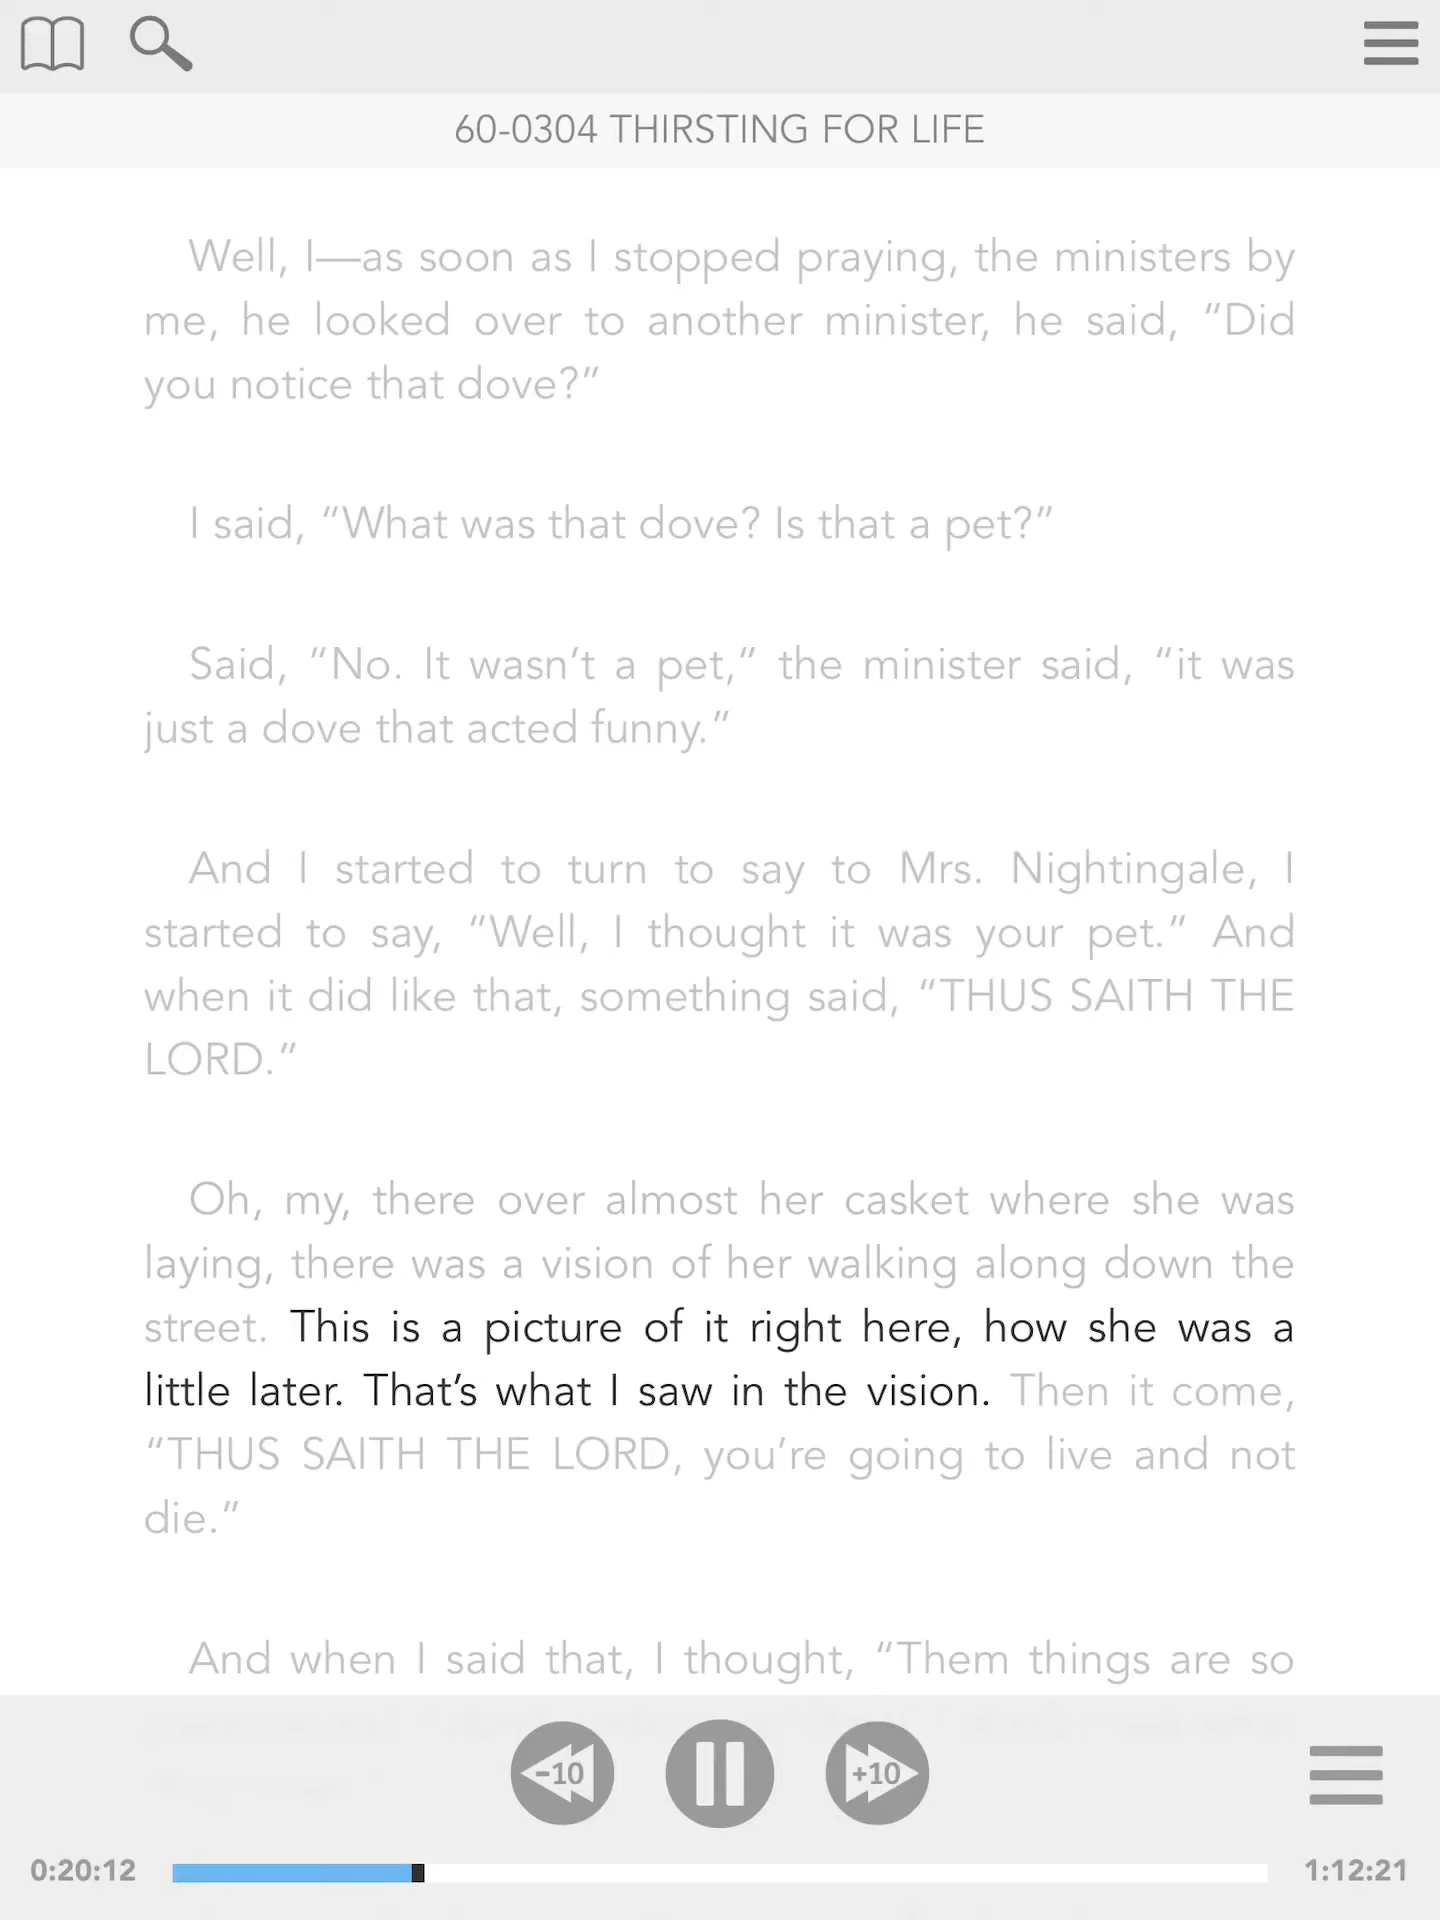 60-0304 THIRSTING FOR LIFE
Well, I—as soon as I stopped praying, the ministers by
me, he looked over to another minister, he said, “Did
you notice that dove?”
I said, “What was that dove? Is that a pet?”
Said, “No. It wasn’t a pet,” the minister said, “it was
just a dove that acted funny.”
And I started to turn to say to Mrs. Nightingale, I
started to say, “Well, I thought it was your pet.” And
when it did like that, something said, “THUS SAITH THE
LORD.”
Oh, my, there over almost her casket where she was
laying, there was a vision of her walking along down the
street. This is a picture of it right here, how she was a
little later. That’s what I saw in the vision. Then it come,
“THUS SAITH THE LORD, you’re going to live and not
die.”
And when I said that, I thought, “Them things are so
-10
+10
0:20:12
1:12:21